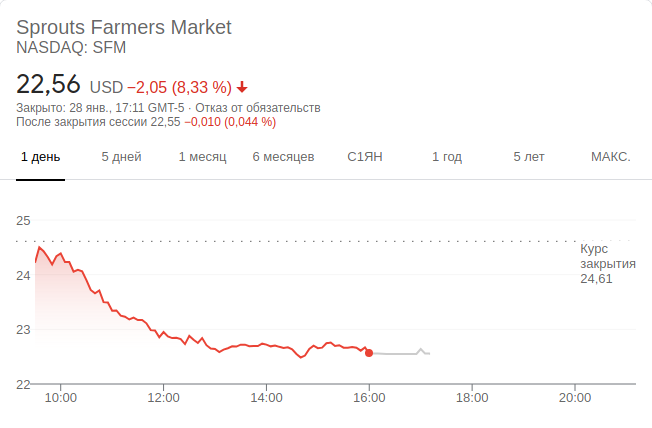 Sprouts Farmers Market
NASDAQ: SFM
22,56 USD −2,05 (8,33 %)
Закрыто: 28 янв., 17:11 GMT-5 · Отказ от обязательств
После закрытия сессии 22,55 −0,010 (0,044 %)
1 день 5 дней 1 месяц 6 месяцев С1ЯН 1 год 5 лет МАКС.
25
Курс
закрытия
24,61
24
23
22
10:00 12:00 14:00 16:00 18:00 20:00